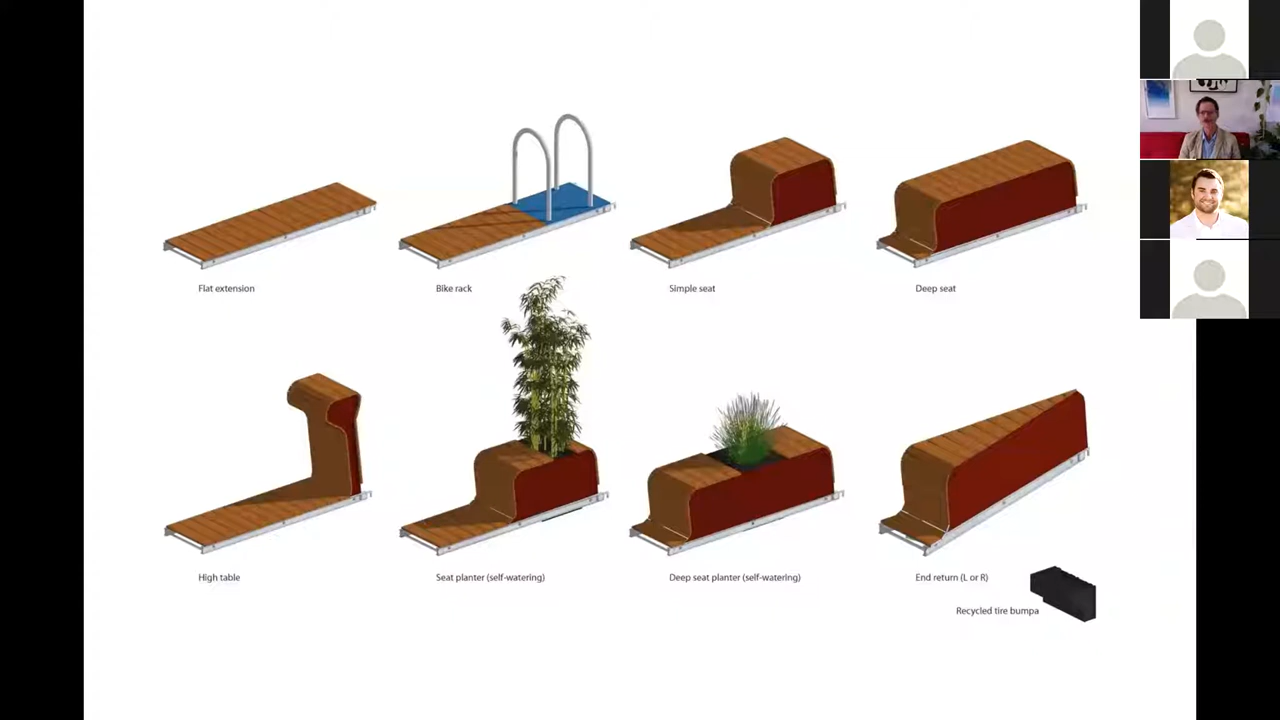 Flat extension
Bike rack
Simple seat
Deep seat
High table
Seat planter (self-watering)
Deep seat planter (self-watering)
End return (L or R)
Recycled tire bumpa